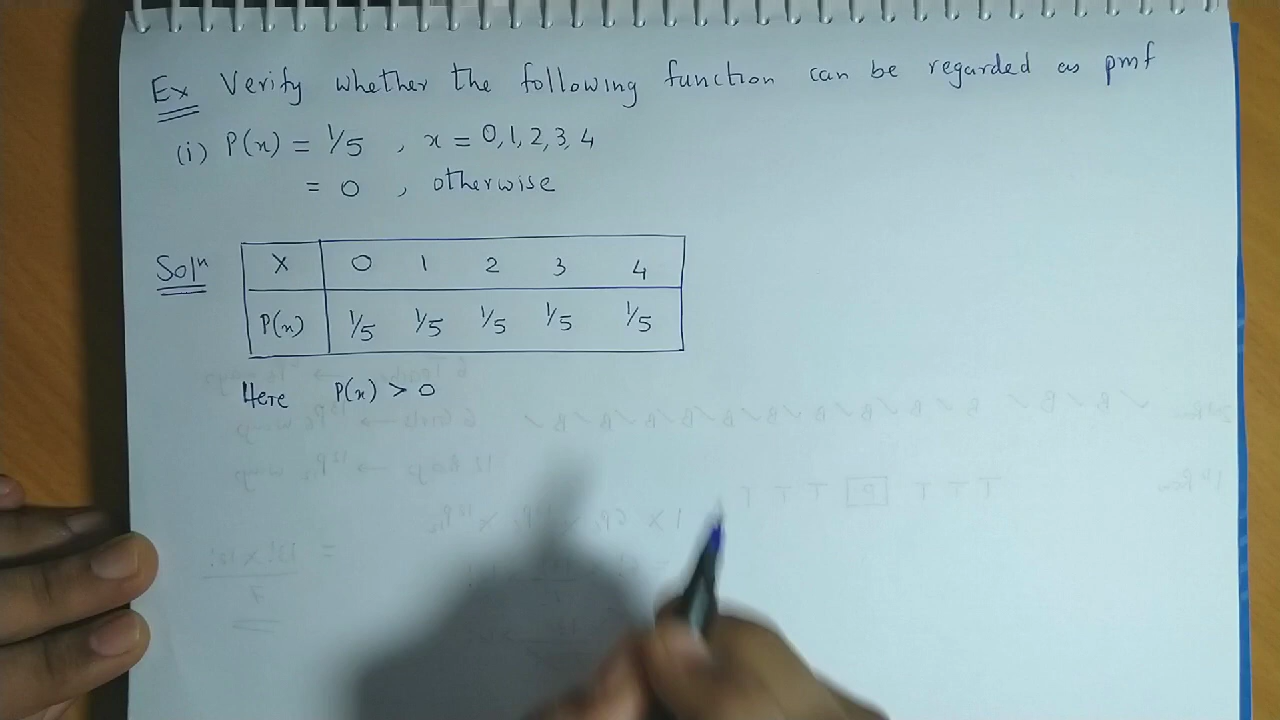 Ex Verify whether the following function can be regarded as pmf
(i) P(x) = 1/5 , x = 0,1,2,3,4
= 0 , otherwise
Solⁿ
X 0 1 2 3 4
P(x) 1/5 1/5 1/5 1/5 1/5
Here P(x) > 0